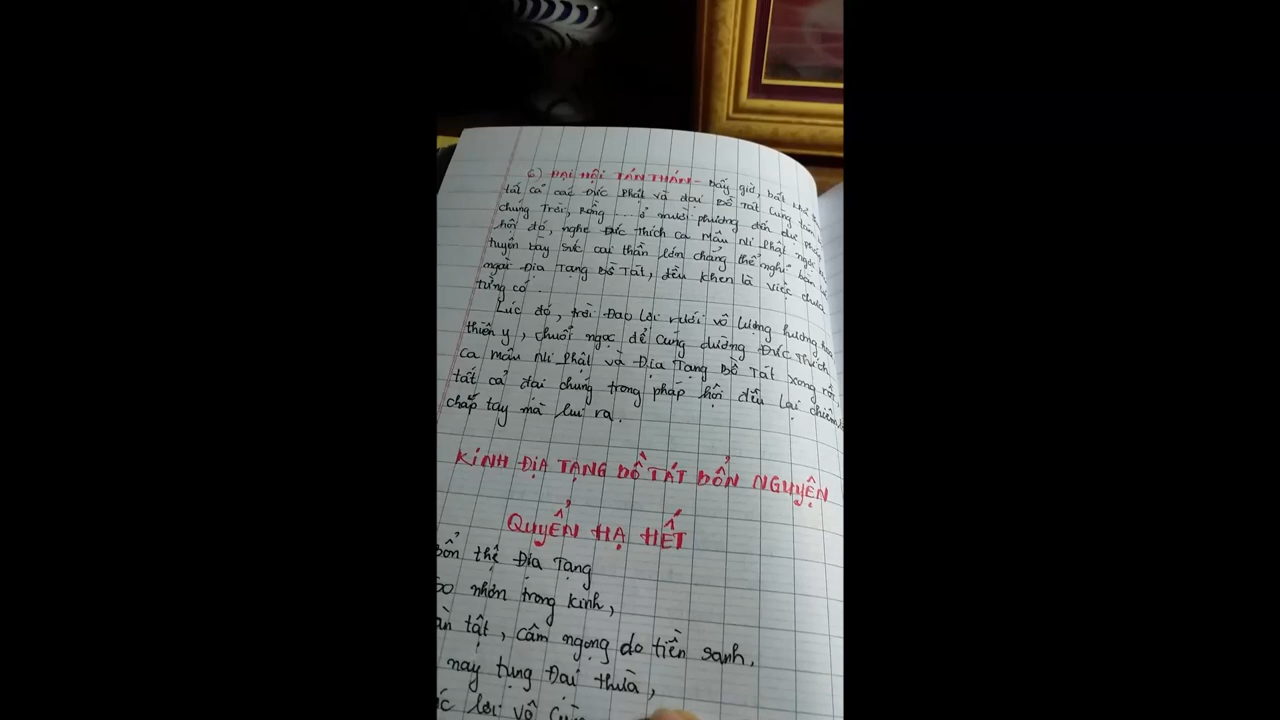 6) ĐẠI HỘI TÁN THÁN - Bấy giờ, bất
tất cả các Đức Phật và đại Bồ Tát cùng
chúng Trời, Rồng ... ở mười phương đến dự pháp
hội đó, nghe Đức Thích Ca Mâu Ni Phật ngợi
tuyên bày sức oai thần lớn chẳng thể nghĩ bàn
ngài Địa Tạng Bồ Tát, đều khen là việc chưa
từng có.
Lúc đó, trời Đao Lợi rưới vô lượng hương hoa,
thiên y, chuỗi ngọc để cúng dường Đức Thích
Ca Mâu Ni Phật và Địa Tạng Bồ Tát xong rồi,
tất cả đại chúng trong pháp hội đều lại chiêm
chắp tay mà lui ra.
KINH ĐỊA TẠNG BỒ TÁT BỔN NGUYỆN
QUYỂN HẠ HẾT
Bổn thệ Địa Tạng
nhơn trong kinh,
tật, câm ngọng do tiền sanh.
nay tụng Đại thừa,
lợi vô